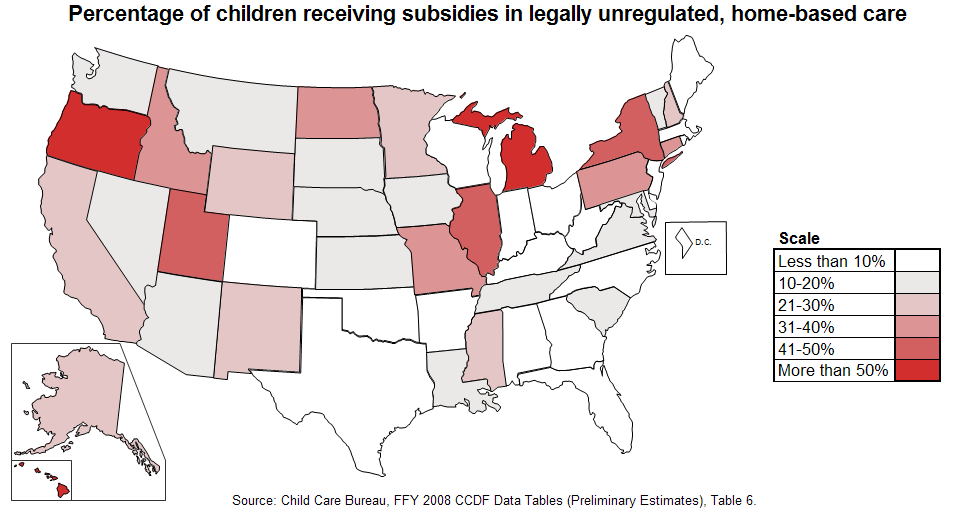 Percentage of children receiving subsidies in legally unregulated, home-based care
D.C.
Scale
Less than 10%
10-20%
21-30%
31-40%
41-50%
More than 50%
Source: Child Care Bureau, FFY 2008 CCDF Data Tables (Preliminary Estimates), Table 6.